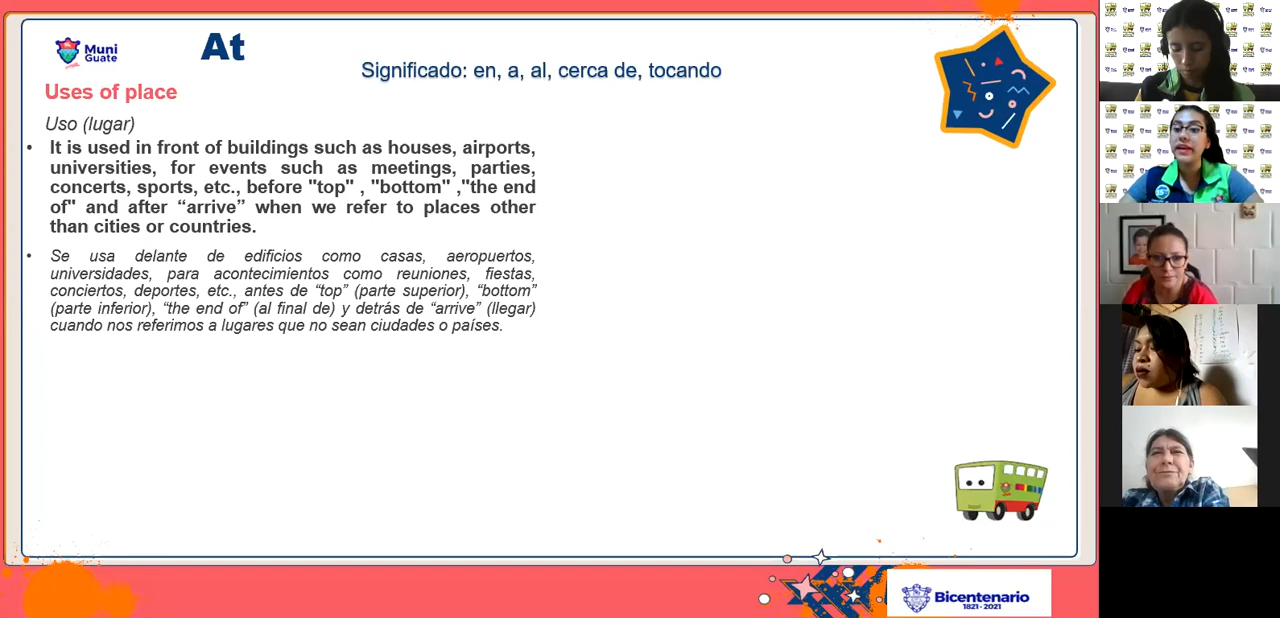 Muni
Guate
At
Significado: en, a, al, cerca de, tocando
Uses of place
Uso (lugar)
• It is used in front of buildings such as houses, airports,
universities, for events such as meetings, parties,
concerts, sports, etc., before "top" , "bottom" ,"the end
of" and after “arrive” when we refer to places other
than cities or countries.
• Se usa delante de edificios como casas, aeropuertos,
universidades, para acontecimientos como reuniones, fiestas,
conciertos, deportes, etc., antes de “top” (parte superior), “bottom”
(parte inferior), “the end of” (al final de) y detrás de “arrive” (llegar)
cuando nos referimos a lugares que no sean ciudades o países.
Bicentenario
1821 - 2021